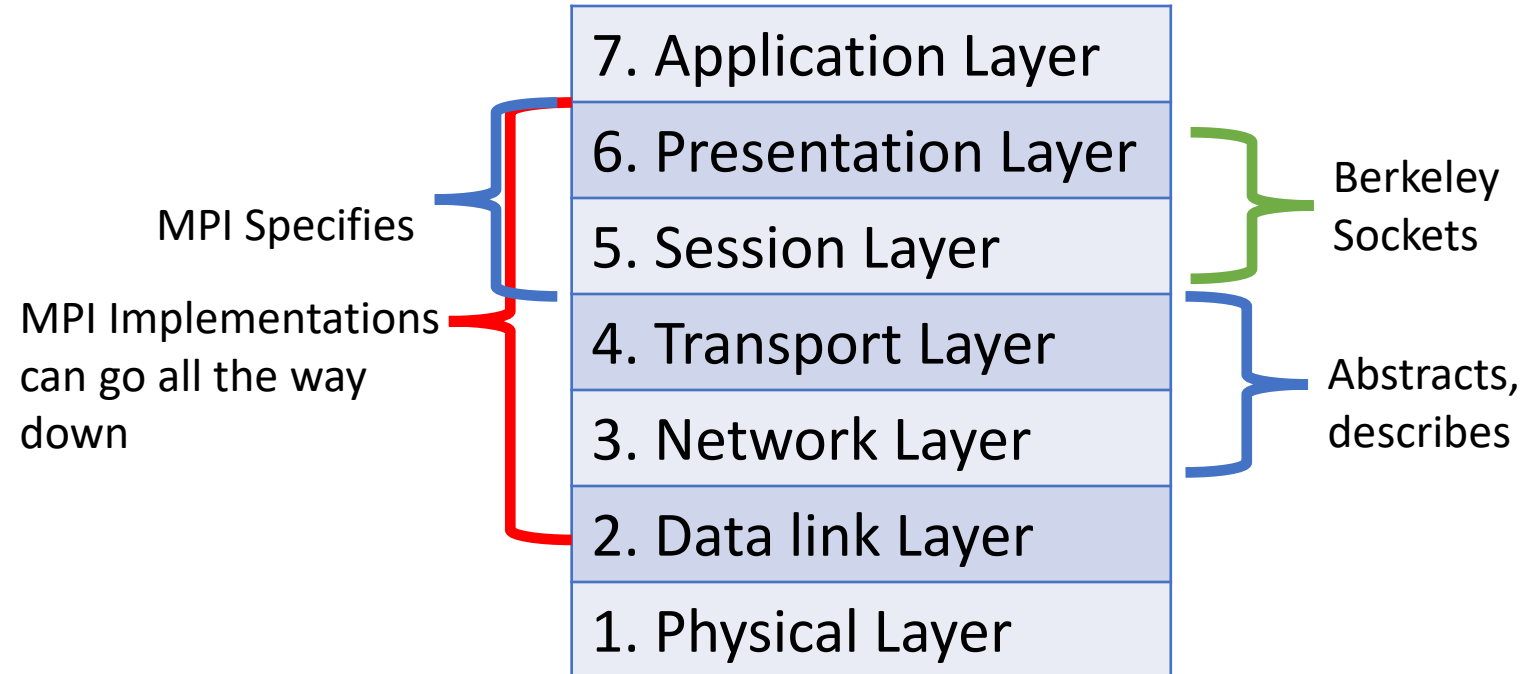 7. Application Layer
6. Presentation Layer
5. Session Layer
4. Transport Layer
3. Network Layer
2. Data link Layer
1. Physical Layer
MPI Specifies
MPI Implementations
can go all the way
down
Berkeley
Sockets
Abstracts,
describes